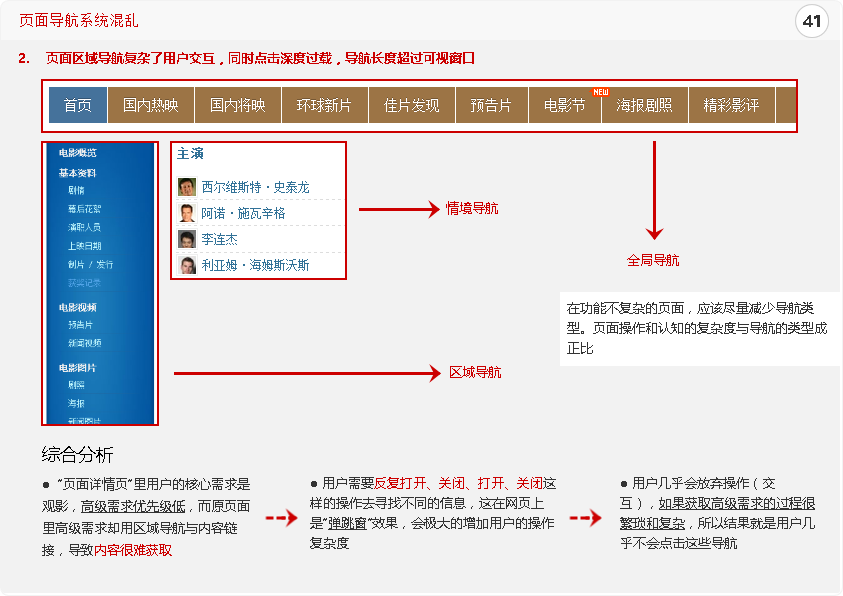 页面导航系统混乱
41
2. 页面区域导航复杂了用户交互，同时点击深度过载，导航长度超过可视窗口
首页 国内热映 国内将映 环球新片 佳片发现 预告片 电影节 NEW 海报剧照 精彩影评
电影概览
基本资料
剧情
幕后花絮
演职人员
上映日期
制片 / 发行
获奖记录
电影视频
预告片
新闻视频
电影图片
剧照
海报
新闻图片
主演
西尔维斯特·史泰龙
阿诺·施瓦辛格
李连杰
利亚姆·海姆斯沃斯
情境导航
全局导航
在功能不复杂的页面，应该尽量减少导航类
型。页面操作和认知的复杂度与导航的类型成
正比
区域导航
综合分析
● “页面详情页”里用户的核心需求是
观影，高级需求优先级低，而原页面
里高级需求却用区域导航与内容链
接，导致内容很难获取
● 用户需要反复打开、关闭、打开、关闭这
样的操作去寻找不同的信息，这在网页上
是“弹跳窗”效果，会极大的增加用户的操作
复杂度
● 用户几乎会放弃操作（交
互），如果获取高级需求的过程很
繁琐和复杂，所以结果就是用户几
乎不会点击这些导航